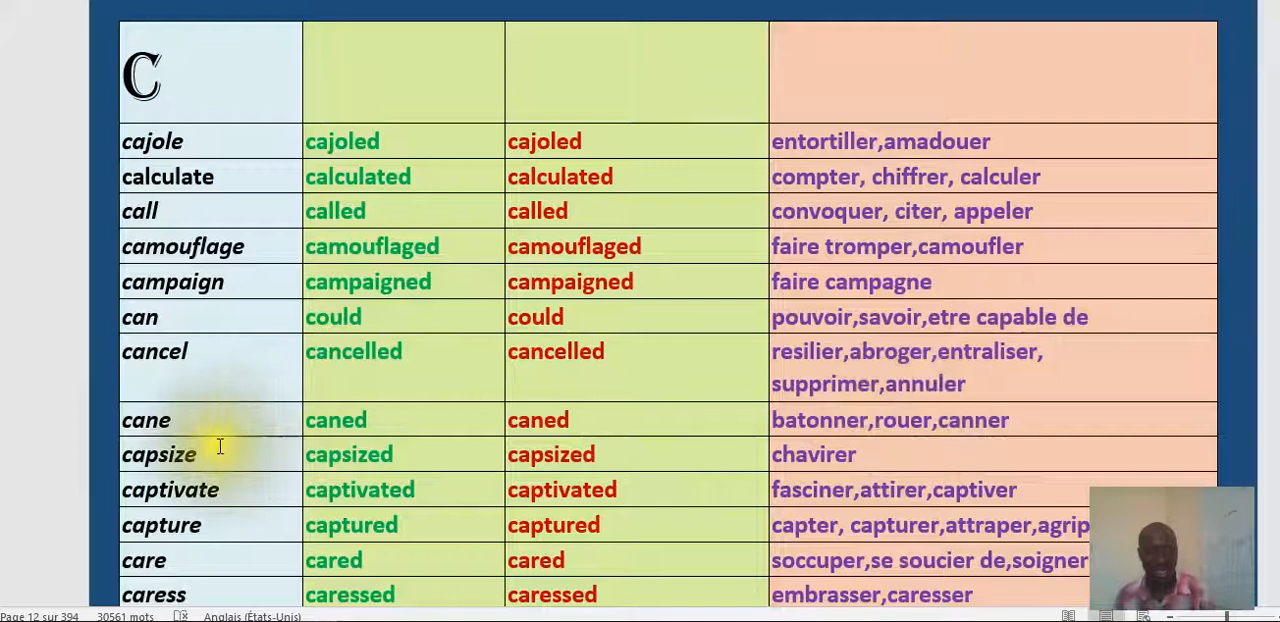 C
cajole cajoled cajoled entortiller,amadouer
calculate calculated calculated compter, chiffrer, calculer
call called called convoquer, citer, appeler
camouflage camouflaged camouflaged faire tromper,camoufler
campaign campaigned campaigned faire campagne
can could could pouvoir,savoir,etre capable de
cancel cancelled cancelled resilier,abroger,entraliser,
supprimer,annuler
cane caned caned batonner,rouer,canner
capsize capsized capsized chavirer
captivate captivated captivated fasciner,attirer,captiver
capture captured captured capter, capturer,attraper,agrip
care cared cared soccuper,se soucier de,soigner
caress caressed caressed embrasser,caresser
Page 12 sur 394 30561 mots Anglais (États-Unis)